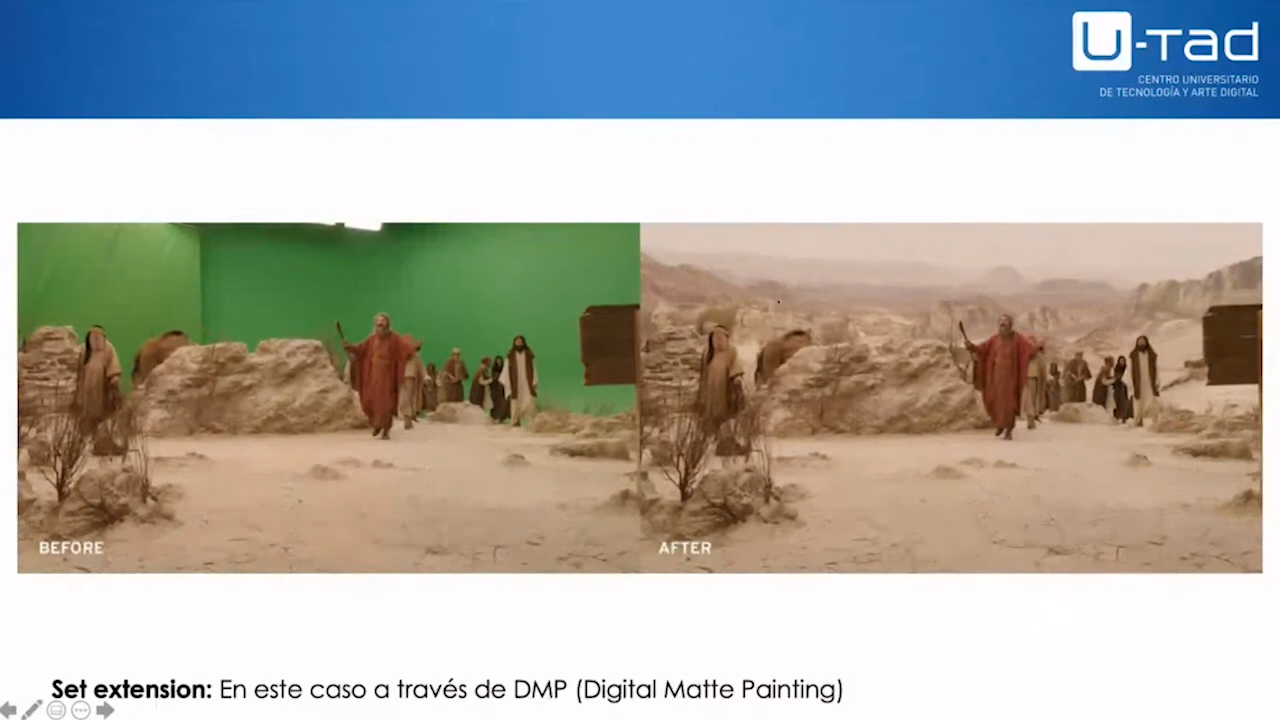 U-Tad
CENTRO UNIVERSITARIO
DE TECNOLOGÍA Y ARTE DIGITAL
BEFORE
AFTER
Set extension: En este caso a través de DMP (Digital Matte Painting)